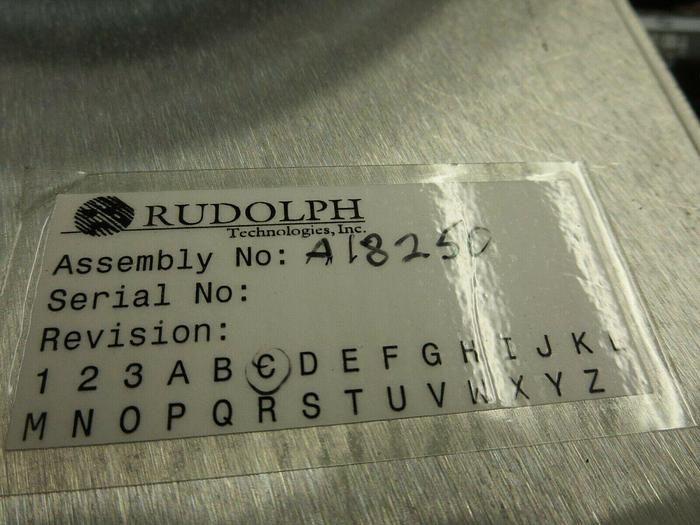 RUDOLPH
Technologies, Inc.
Assembly No: A18250
Serial No:
Revision:
1 2 3 A B C D E F G H I J K L
M N O P Q R S T U V W X Y Z